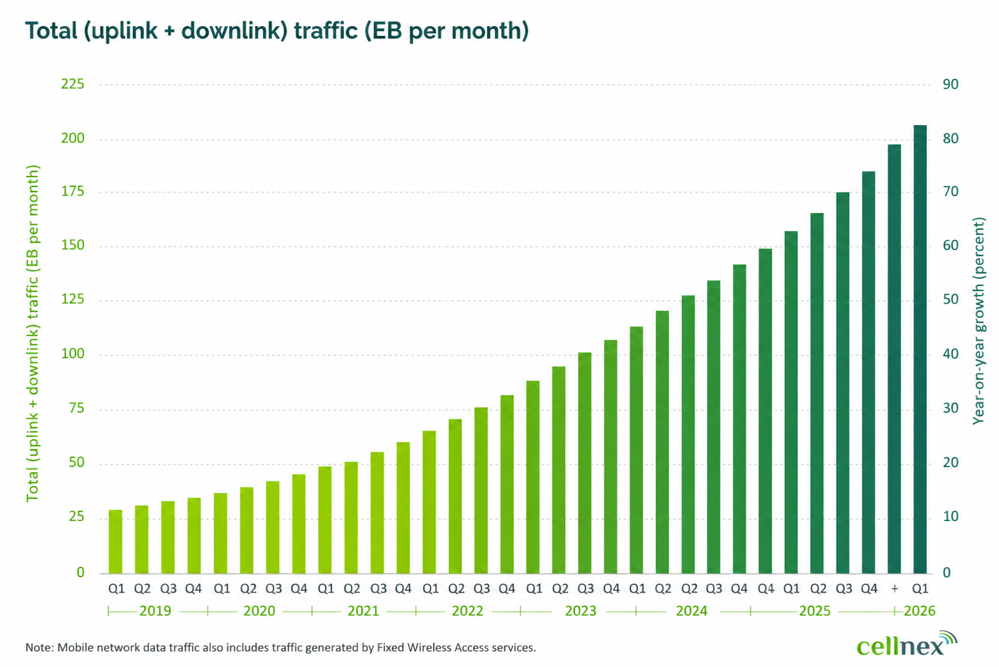 Total (uplink + downlink) traffic (EB per month)
225
200
175
150
125
100
75
50
25
0
Total (uplink + downlink) traffic (EB per month)
90
80
70
60
50
40
30
20
10
0
Year-on-year growth (percent)
Q1 Q2 Q3 Q4 Q1 Q2 Q3 Q4 Q1 Q2 Q3 Q4 Q1 Q2 Q3 Q4 Q1 Q2 Q3 Q4 Q1 Q2 Q2 Q3 Q4 Q4 Q1 Q2 Q3 Q4 + Q1
2019 2020 2021 2022 2023 2024 2025 2026
Note: Mobile network data traffic also includes traffic generated by Fixed Wireless Access services.
cellnex